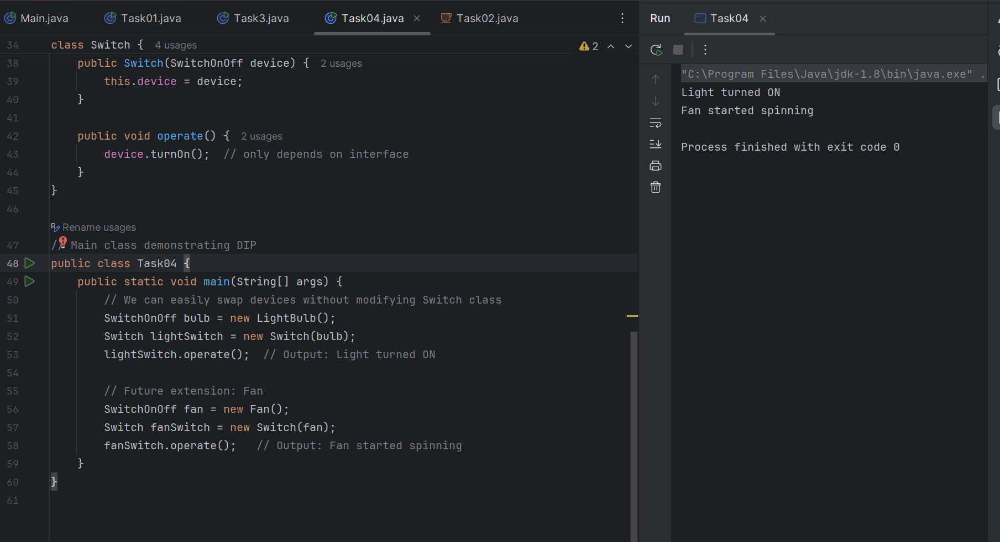 Main.java
Task01.java
Task3.java
Task04.java
Task02.java
34 class Switch { 4 usages
2
38 public Switch(SwitchOnOff device) { 2 usages
39 this.device = device;
40 }
41
42 public void operate() { 2 usages
43 device.turnOn(); // only depends on interface
44 }
45 }
46
Rename usages
47 // Main class demonstrating DIP
48 public class Task04 {
49 public static void main(String[] args) {
50 // We can easily swap devices without modifying Switch class
51 SwitchOnOff bulb = new LightBulb();
52 Switch lightSwitch = new Switch(bulb);
53 lightSwitch.operate(); // Output: Light turned ON
54
55 // Future extension: Fan
56 SwitchOnOff fan = new Fan();
57 Switch fanSwitch = new Switch(fan);
58 fanSwitch.operate(); // Output: Fan started spinning
59 }
60 }
61
Run
Task04
"C:\Program Files\Java\jdk-1.8\bin\java.exe" .
Light turned ON
Fan started spinning
Process finished with exit code 0